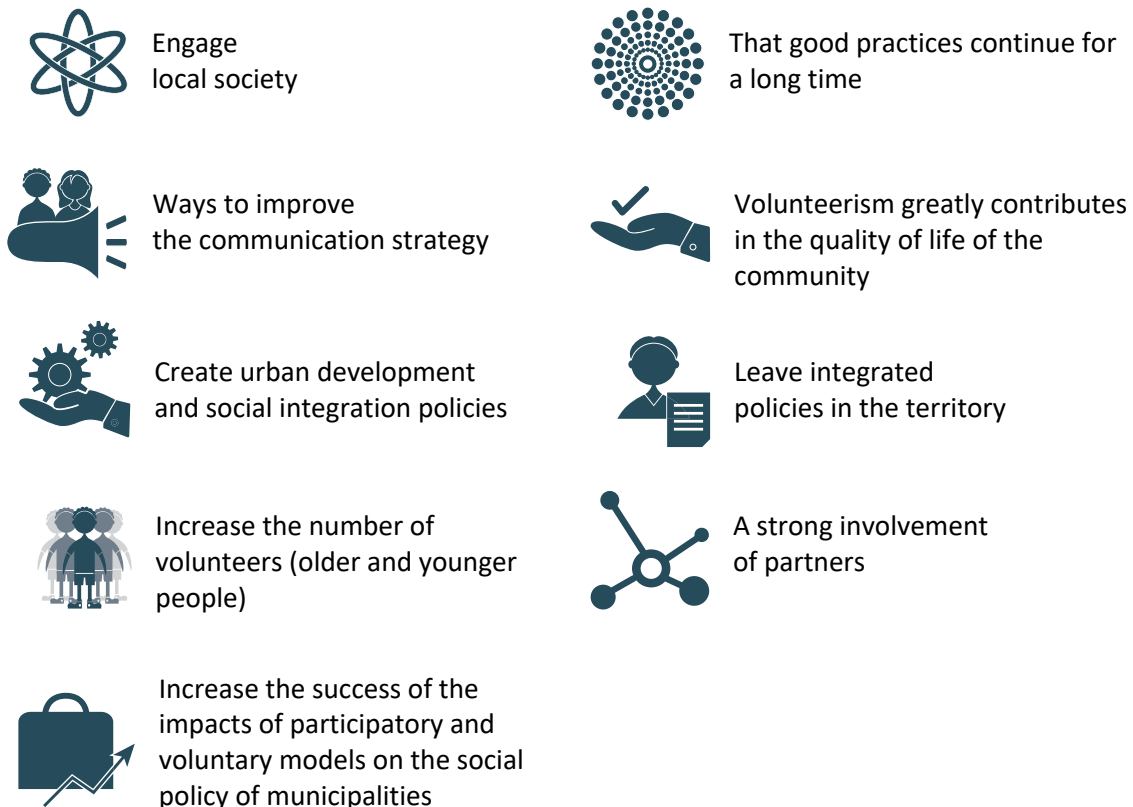 Engage
local society
Ways to improve
the communication strategy
Create urban development
and social integration policies
Increase the number of
volunteers (older and younger
people)
Increase the success of the
impacts of participatory and
voluntary models on the social
policy of municipalities
That good practices continue for
a long time
Volunteerism greatly contributes
in the quality of life of the
community
Leave integrated
policies in the territory
A strong involvement
of partners